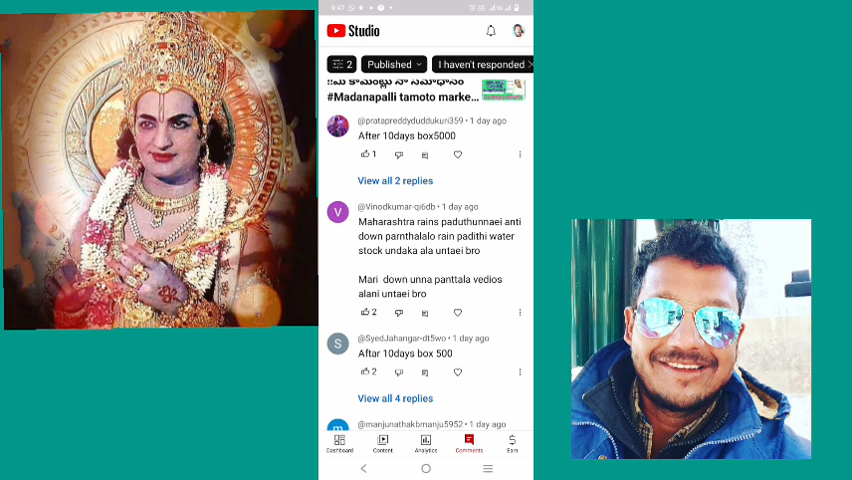 9:47
Studio
2
Published
I haven't responded
!!మీ కామెంట్లు నా సమాధానం
#Madanapalli tamoto marke...
@pratapreddyduddukuri359 • 1 day ago
After 10days box5000
1
View all 2 replies
V
@Vinodkumar-qi6db • 1 day ago
Maharashtra rains paduthunnaei anti
down parnthalalo rain padithi water
stock undaka ala untaei bro
Mari down unna panttala vedios
alani untaei bro
2
S
@SyedJahangar-dt5wo • 1 day ago
Aftar 10days box 500
2
View all 4 replies
m
@manjunathakbmanju5952 • 1 day ago
Dashboard
Content
Analytics
Comments
Earn